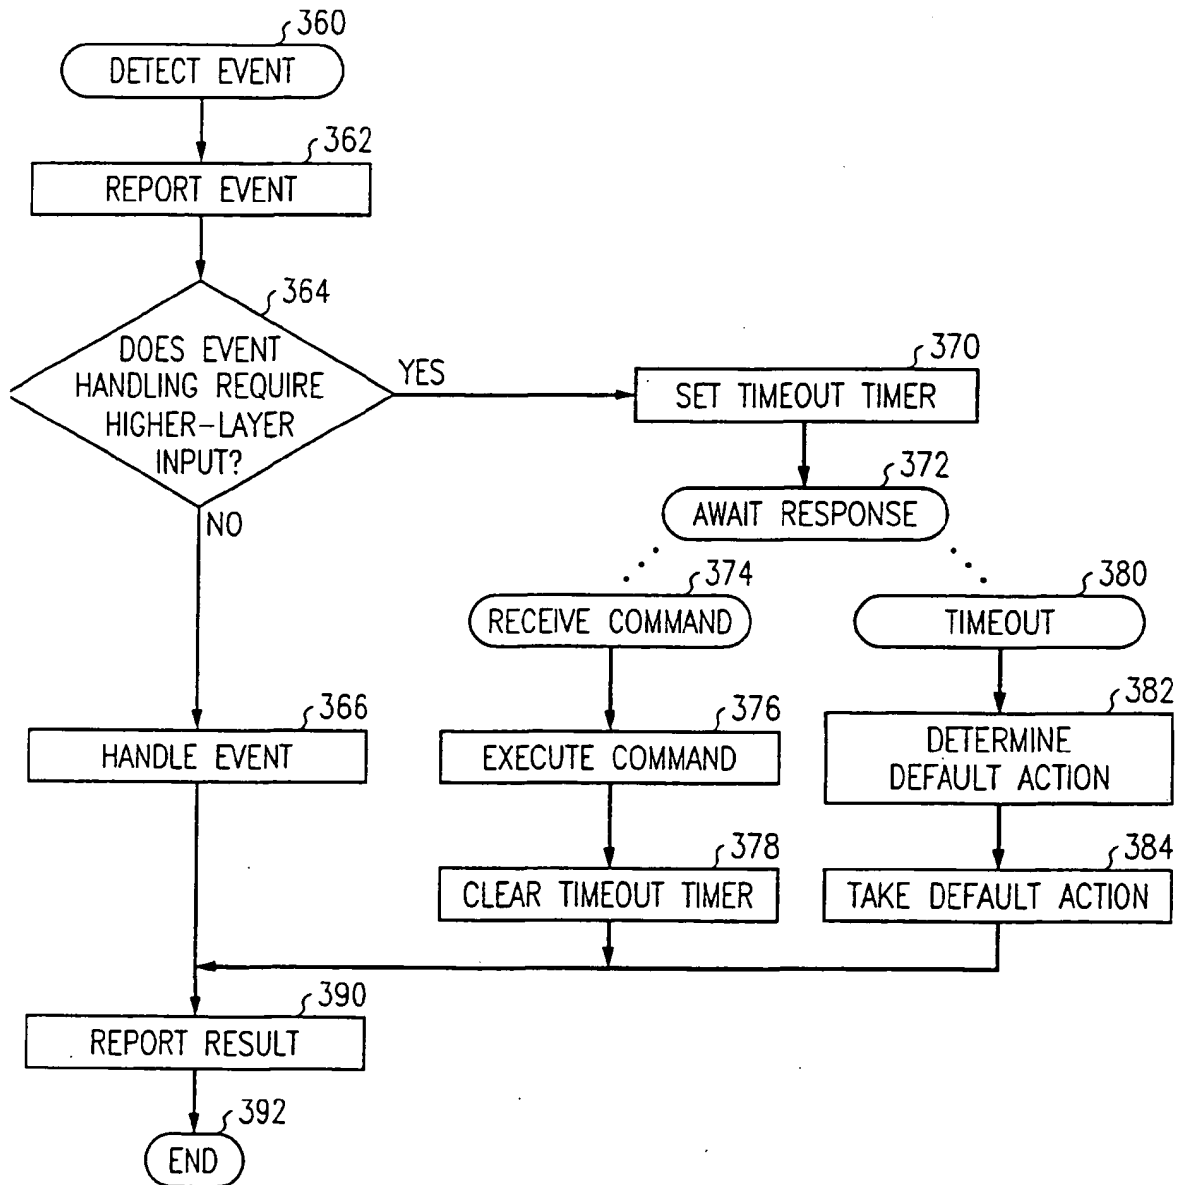 360
DETECT EVENT
362
REPORT EVENT
364
DOES EVENT
HANDLING REQUIRE
HIGHER-LAYER
INPUT?
YES
NO
370
SET TIMEOUT TIMER
372
AWAIT RESPONSE
374
RECEIVE COMMAND
380
TIMEOUT
366
HANDLE EVENT
376
EXECUTE COMMAND
382
DETERMINE
DEFAULT ACTION
378
CLEAR TIMEOUT TIMER
384
TAKE DEFAULT ACTION
390
REPORT RESULT
392
END